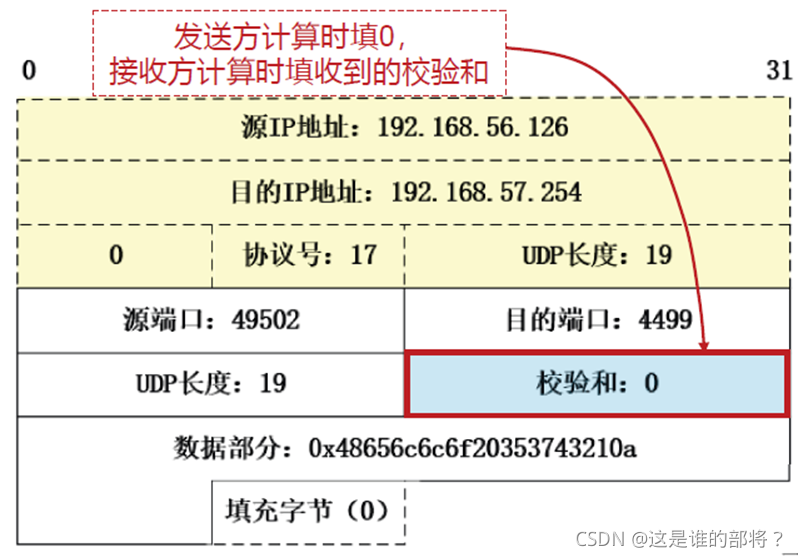 发送方计算时填0，
接收方计算时填收到的校验和
0
31
源IP地址：192.168.56.126
目的IP地址：192.168.57.254
0 协议号：17 UDP长度：19
源端口：49502 目的端口：4499
UDP长度：19 校验和：0
数据部分：0x48656c6c6f20353743210a
填充字节（0）
CSDN @这是谁的部将？